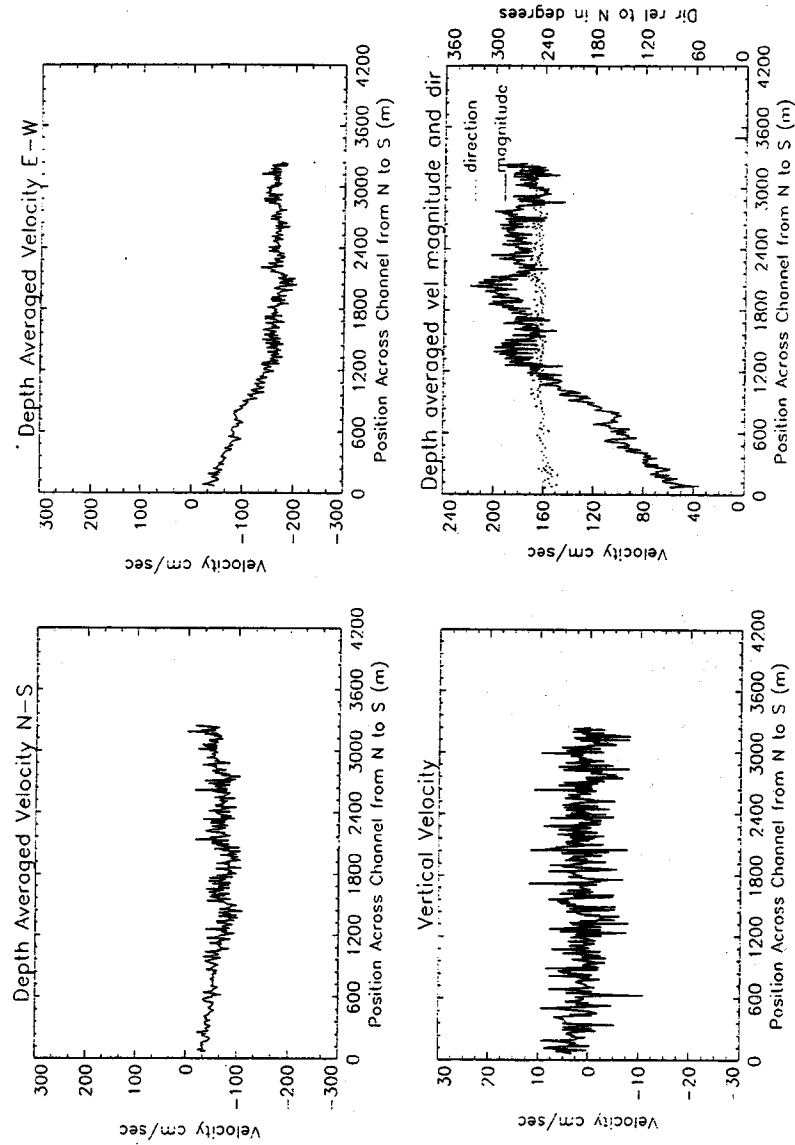 Depth Averaged Velocity N-S
Velocity cm/sec
300
200
100
0
-100
-200
-300
0 600 1200 1800 2400 3000 3600 4200
Position Across Channel from N to S (m)
Depth Averaged Velocity E-W
Velocity cm/sec
300
200
100
0
-100
-200
-300
0 600 1200 1800 2400 3000 3600 4200
Position Across Channel from N to S (m)
Vertical Velocity
Velocity cm/sec
30
20
10
0
-10
-20
-30
0 600 1200 1800 2400 3000 3600 4200
Position Across Channel from N to S (m)
Depth averaged vel magnitude and dir
Velocity cm/sec
240
200
160
120
80
40
0
0 600 1200 1800 2400 3000 3600 4200
Position Across Channel from N to S (m)
direction
magnitude
360
300
240
180
120
60
Dir rel to N in degrees